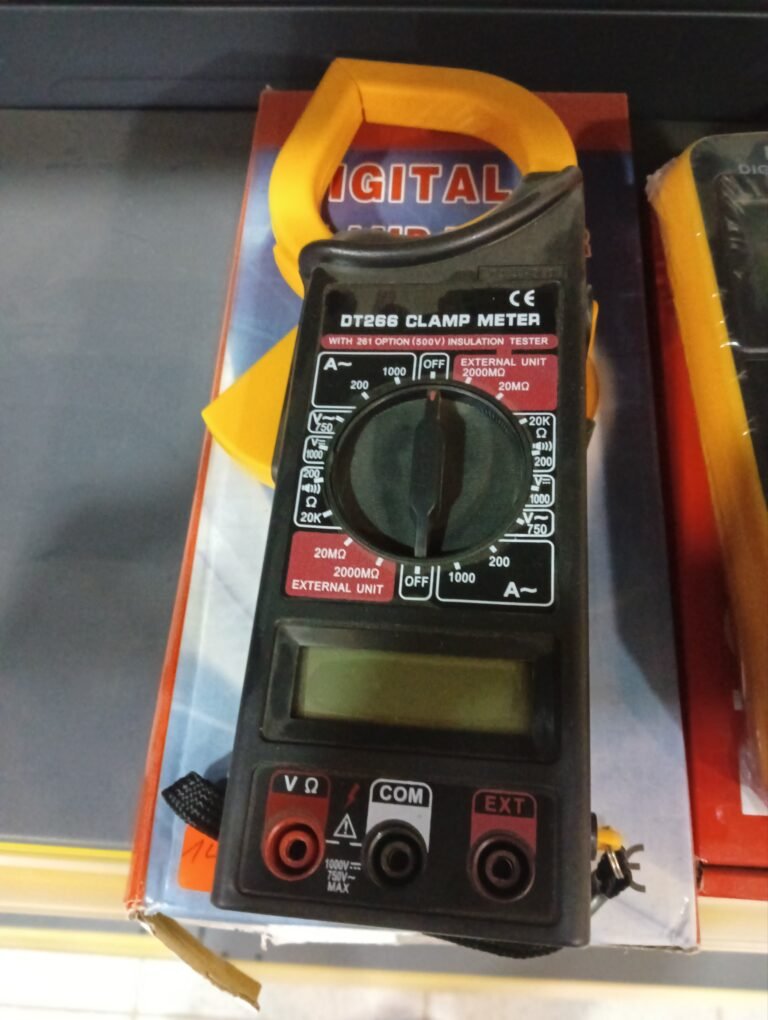 DIGITAL
CE
DT266 CLAMP METER
WITH 261 OPTION (500V) INSULATION TESTER
A~
200
1000
OFF
EXTERNAL UNIT
2000MΩ
20MΩ
V~
750
V⎓
1000
200
Ω
20K
20K
Ω
200
V⎓
1000
V~
750
20MΩ
2000MΩ
EXTERNAL UNIT
OFF
1000
200
A~
V Ω
COM
EXT
1000V⎓
750V~
MAX